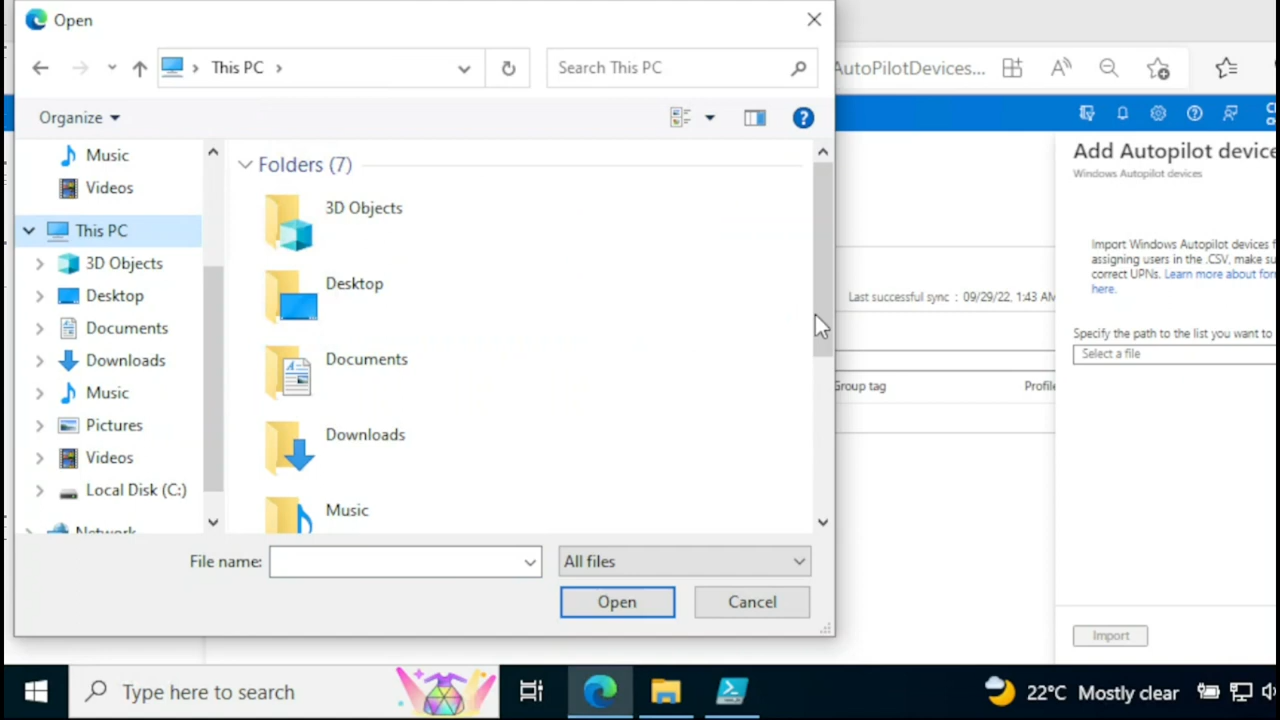 Open
This PC
Search This PC
AutoPilotDevices...
Organize
Music
Videos
This PC
3D Objects
Desktop
Documents
Downloads
Music
Pictures
Videos
Local Disk (C:)
Network
Folders (7)
3D Objects
Desktop
Documents
Downloads
Music
File name:
All files
Open
Cancel
Add Autopilot device
Windows Autopilot devices
Import Windows Autopilot devices f
assigning users in the .CSV, make su
correct UPNs. Learn more about for
here.
Last successful sync : 09/29/22, 1:43 AM
Specify the path to the list you want to
Select a file
Group tag
Profile
Import
Type here to search
22°C Mostly clear